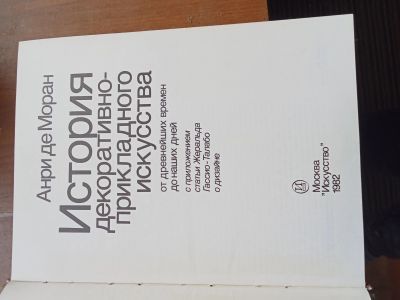 Анри де Моран
История
декоративно-
прикладного
искусства
от древнейших времен
до наших дней
с приложением
статьи Жеральда
Гассио-Талабо
о дизайне
Москва
"Искусство"
1982